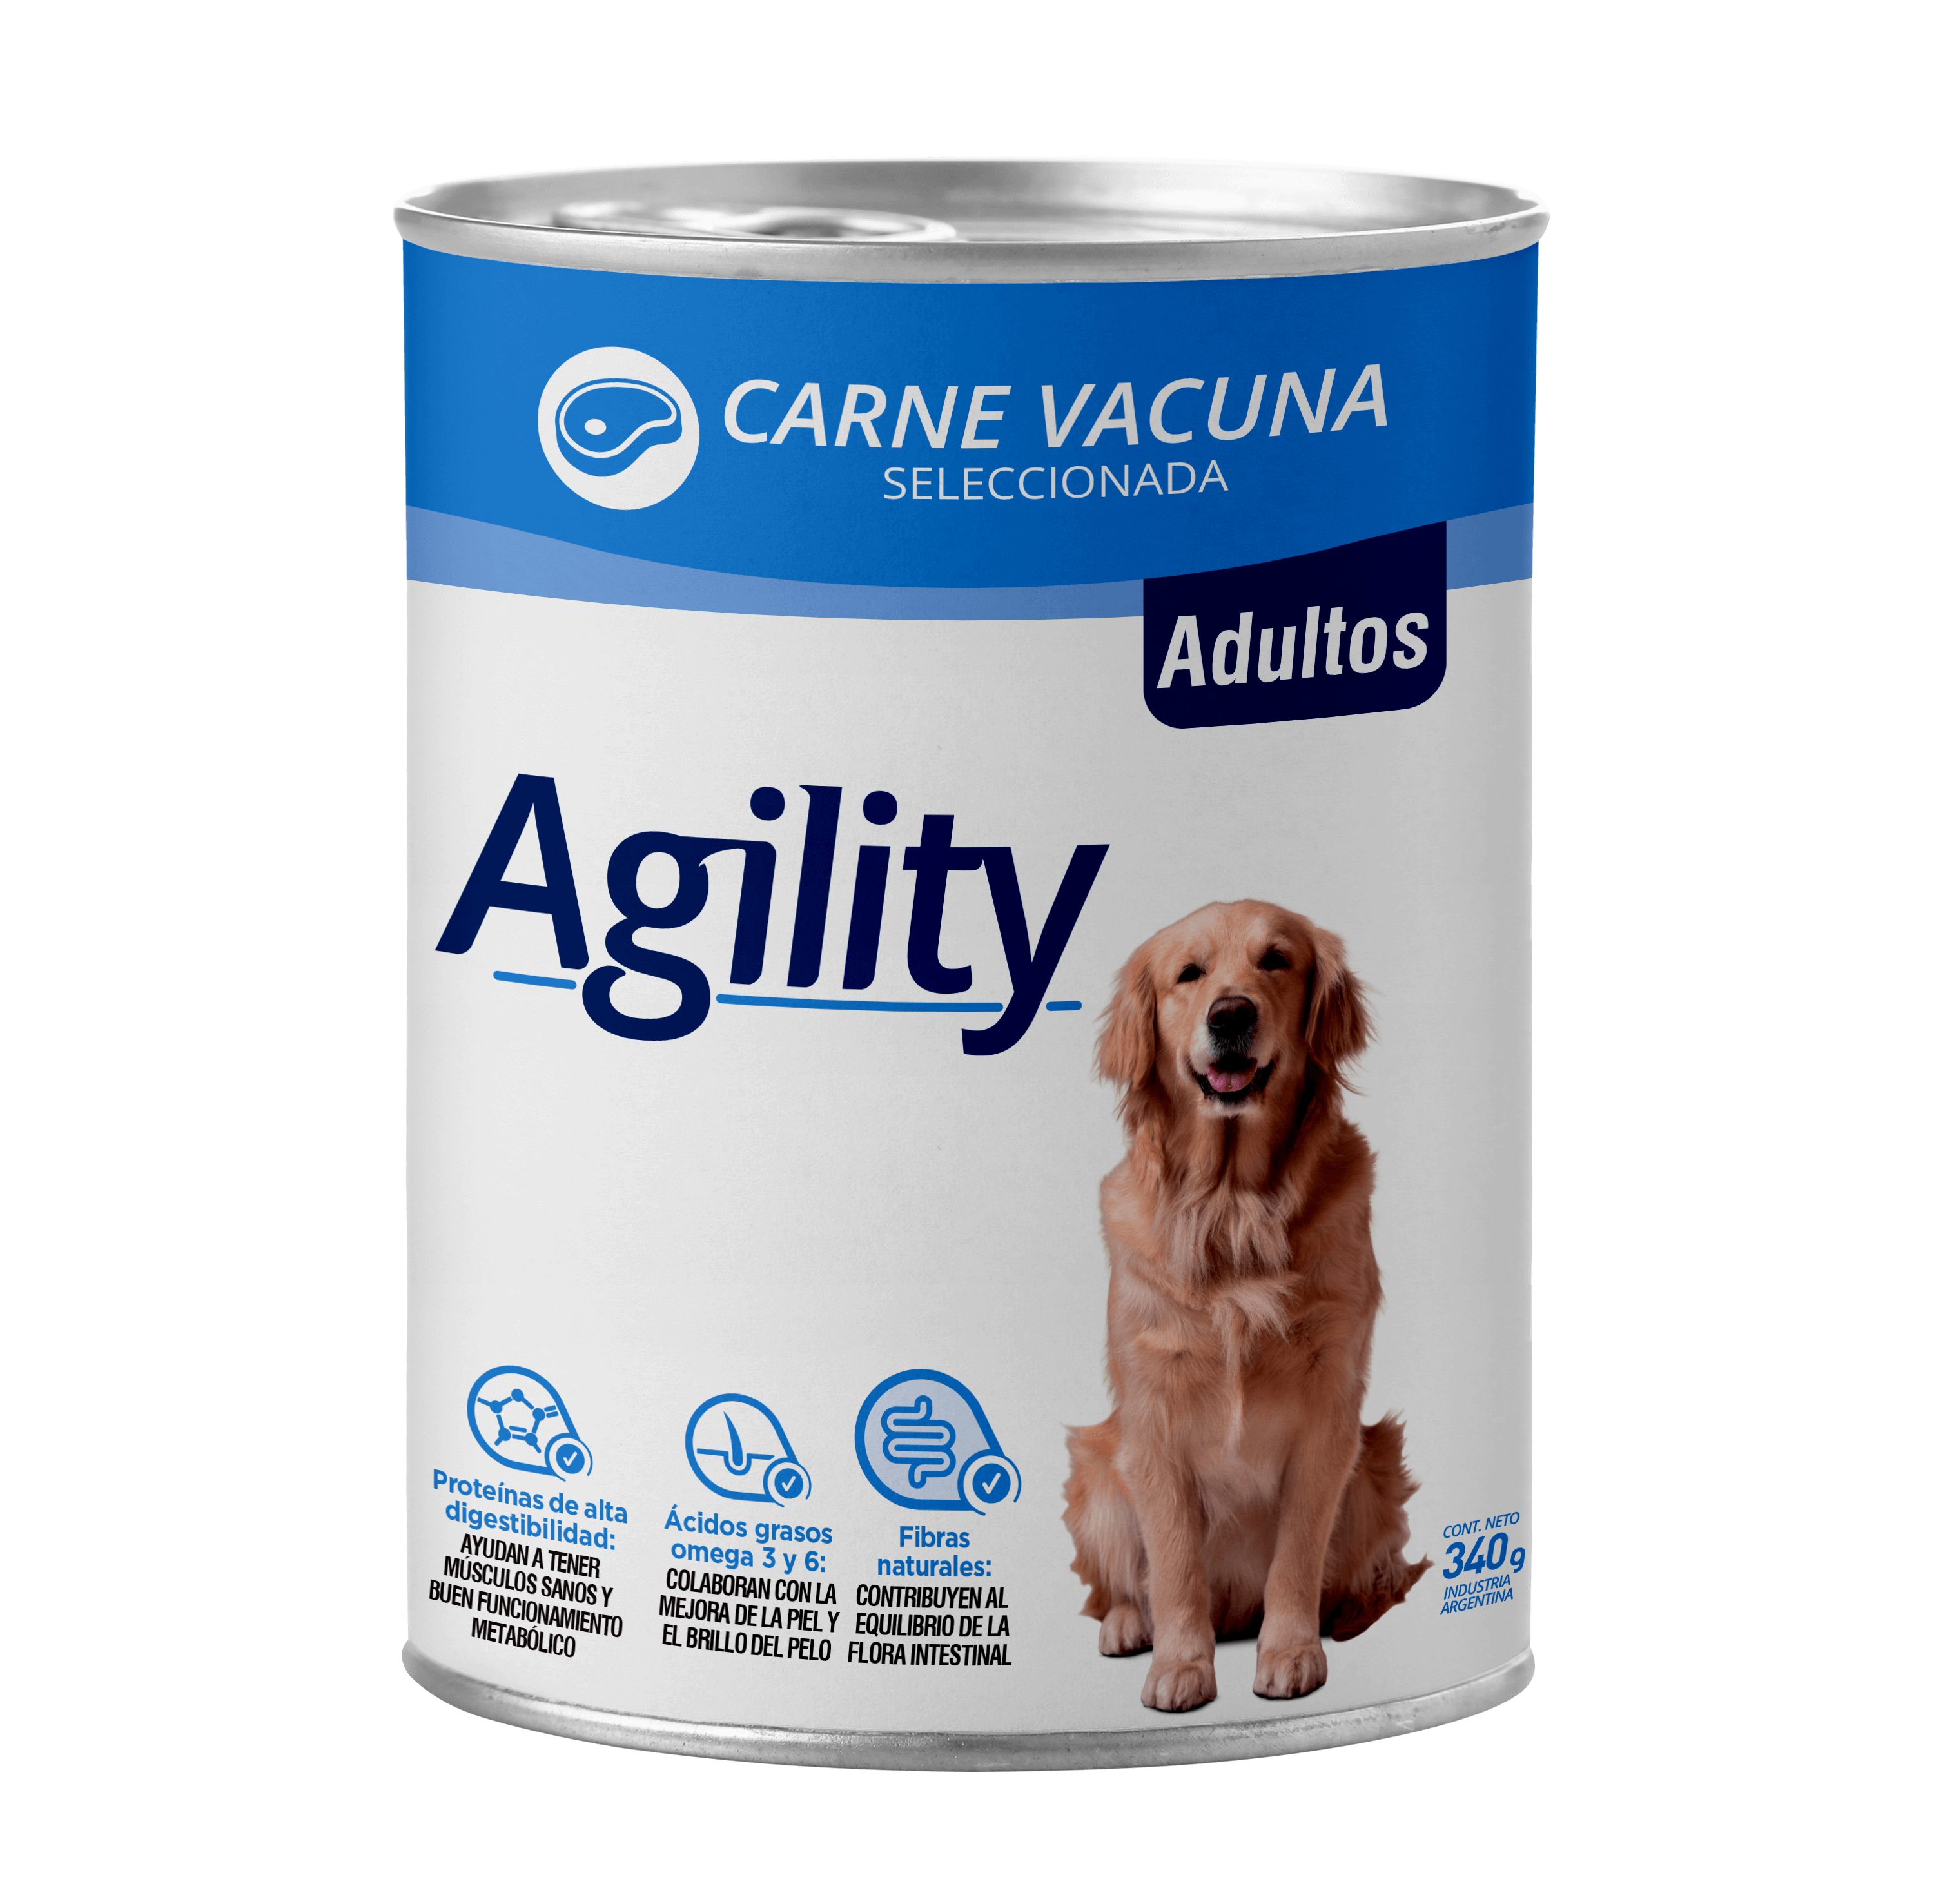 CARNE VACUNA
SELECCIONADA
Adultos
Agility
Proteínas de alta
digestibilidad:
AYUDAN A TENER
MÚSCULOS SANOS Y
BUEN FUNCIONAMIENTO
METABÓLICO
Ácidos grasos
omega 3 y 6:
COLABORAN CON LA
MEJORA DE LA PIEL Y
EL BRILLO DEL PELO
Fibras
naturales:
CONTRIBUYEN AL
EQUILIBRIO DE LA
FLORA INTESTINAL
CONT. NETO
340 g
INDUSTRIA
ARGENTINA